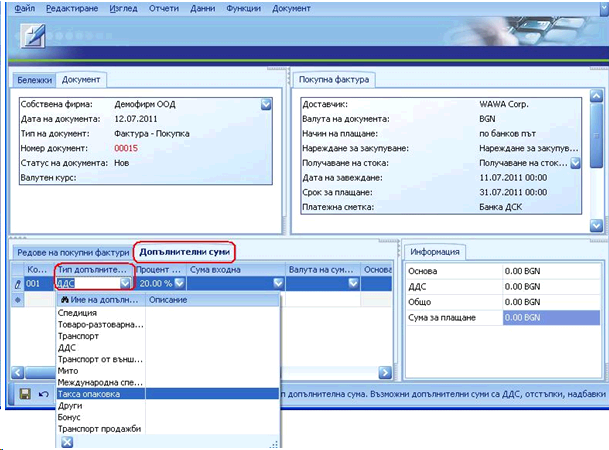 Файл Редактиране Изглед Отчети Данни Функции Документ
Бележки Документ
Собствена фирма: Демофирм ООД
Дата на документа: 12.07.2011
Тип на документ: Фактура - Покупка
Номер документ: 00015
Статус на документа: Нов
Валутен курс:
Покупна фактура
Доставчик: WAWA Corp.
Валута на документа: BGN
Начин на плащане: по банков път
Нареждане за закупуване: Нареждане за закупув...
Получаване на стока: Получаване на сток...
Дата на завеждане: 11.07.2011 00:00
Срок за плащане: 31.07.2011 00:00
Платежна сметка: Банка ДСК
Редове на покупни фактури Допълнителни суми
Ко... Тип допълните... Процент ... Сума входна Валута на сум... Основа
001 ДДС 20.00 %
Име на допълн... Описание
Спедиция
Товаро-разтоварна...
Транспорт
ДДС
Транспорт от външ...
Мито
Международна спе...
Такса опаковка
Други
Бонус
Транспорт продажби
Информация
Основа 0.00 BGN
ДДС 0.00 BGN
Общо 0.00 BGN
Сума за плащане 0.00 BGN
п допълнителна сума. Възможни допълнителни суми са ДДС, отстъпки, надбавки